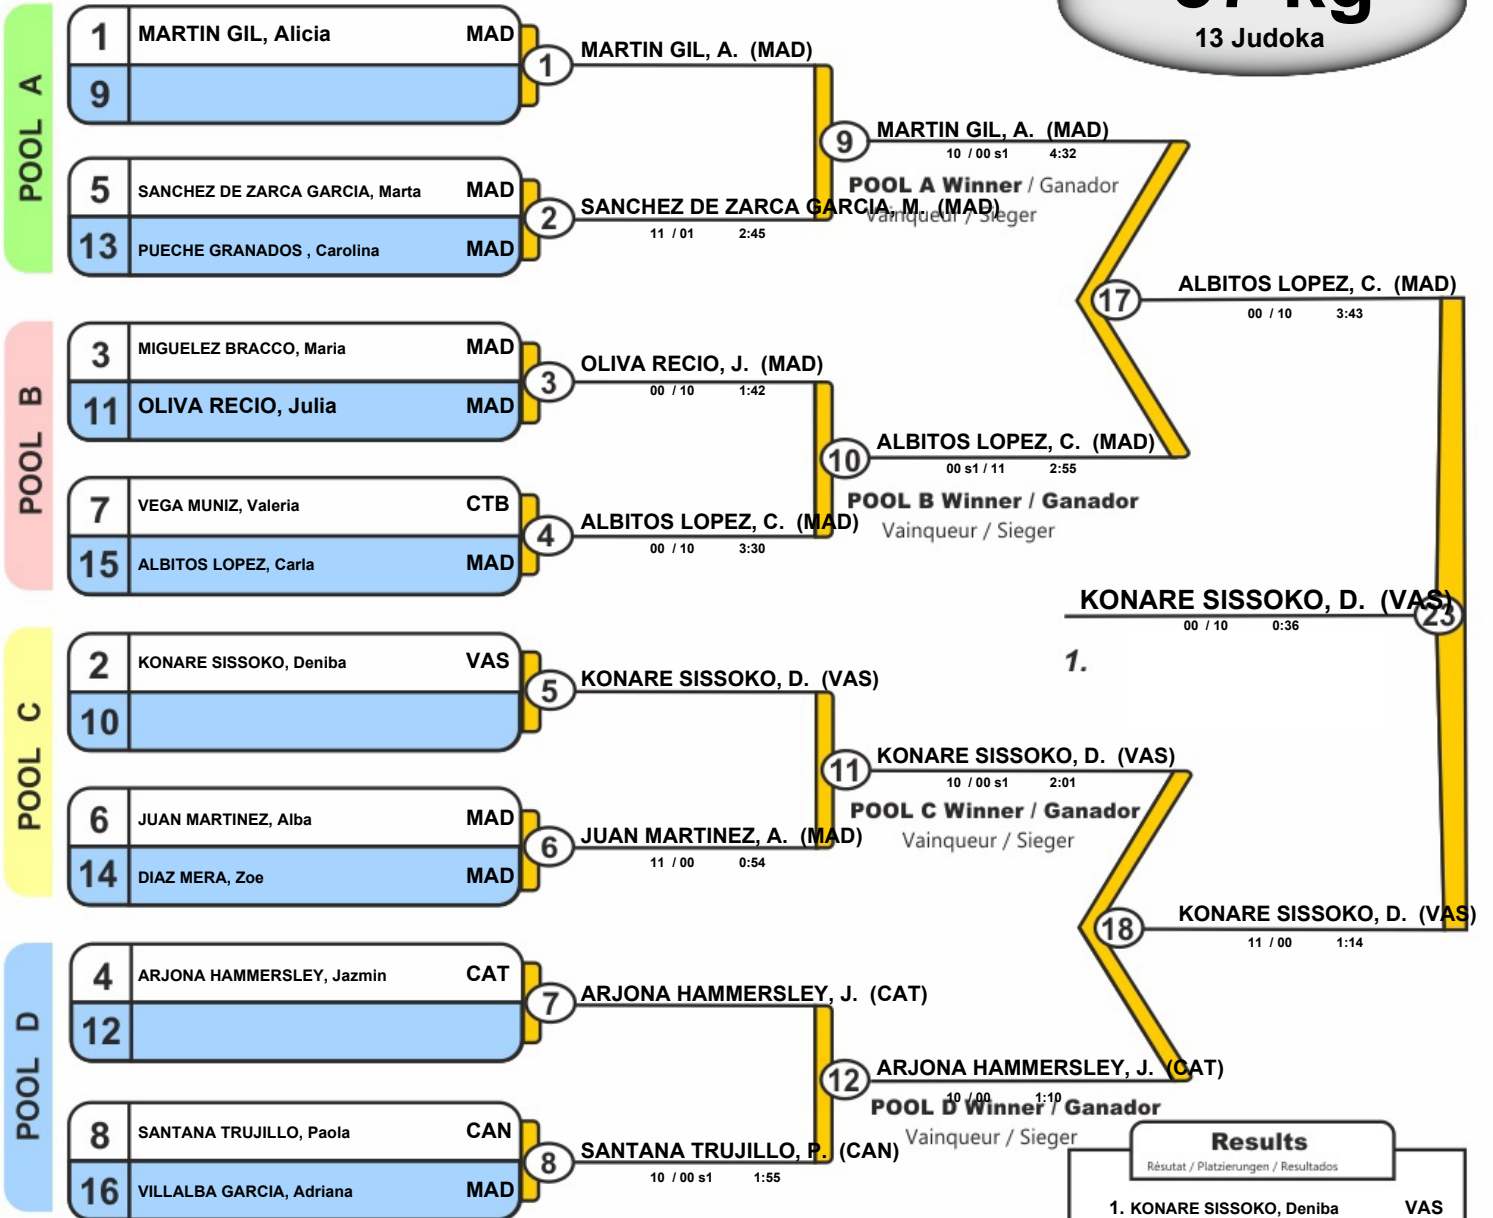 13 Judoka
POOL A
1 MARTIN GIL, Alicia MAD
9
5 SANCHEZ DE ZARCA GARCIA, Marta MAD
13 PUECHE GRANADOS , Carolina MAD
1 MARTIN GIL, A. (MAD)
2 SANCHEZ DE ZARCA GARCIA, M. (MAD)
11 / 01 2:45
9 MARTIN GIL, A. (MAD)
10 / 00 s1 4:32
POOL A Winner / Ganador
Vainqueur / Sieger
POOL B
3 MIGUELEZ BRACCO, Maria MAD
11 OLIVA RECIO, Julia MAD
7 VEGA MUNIZ, Valeria CTB
15 ALBITOS LOPEZ, Carla MAD
3 OLIVA RECIO, J. (MAD)
00 / 10 1:42
4 ALBITOS LOPEZ, C. (MAD)
00 / 10 3:30
10 ALBITOS LOPEZ, C. (MAD)
00 s1 / 11 2:55
POOL B Winner / Ganador
Vainqueur / Sieger
17 ALBITOS LOPEZ, C. (MAD)
00 / 10 3:43
KONARE SISSOKO, D. (VAS) 23
00 / 10 0:36
1.
POOL C
2 KONARE SISSOKO, Deniba VAS
10
6 JUAN MARTINEZ, Alba MAD
14 DIAZ MERA, Zoe MAD
5 KONARE SISSOKO, D. (VAS)
6 JUAN MARTINEZ, A. (MAD)
11 / 00 0:54
11 KONARE SISSOKO, D. (VAS)
10 / 00 s1 2:01
POOL C Winner / Ganador
Vainqueur / Sieger
18 KONARE SISSOKO, D. (VAS)
11 / 00 1:14
POOL D
4 ARJONA HAMMERSLEY, Jazmin CAT
12
8 SANTANA TRUJILLO, Paola CAN
16 VILLALBA GARCIA, Adriana MAD
7 ARJONA HAMMERSLEY, J. (CAT)
8 SANTANA TRUJILLO, P. (CAN)
10 / 00 s1 1:55
12 ARJONA HAMMERSLEY, J. (CAT)
10 / 00 1:10
POOL D Winner / Ganador
Vainqueur / Sieger
Results
Résutat / Platzierungen / Resultados
1. KONARE SISSOKO, Deniba VAS